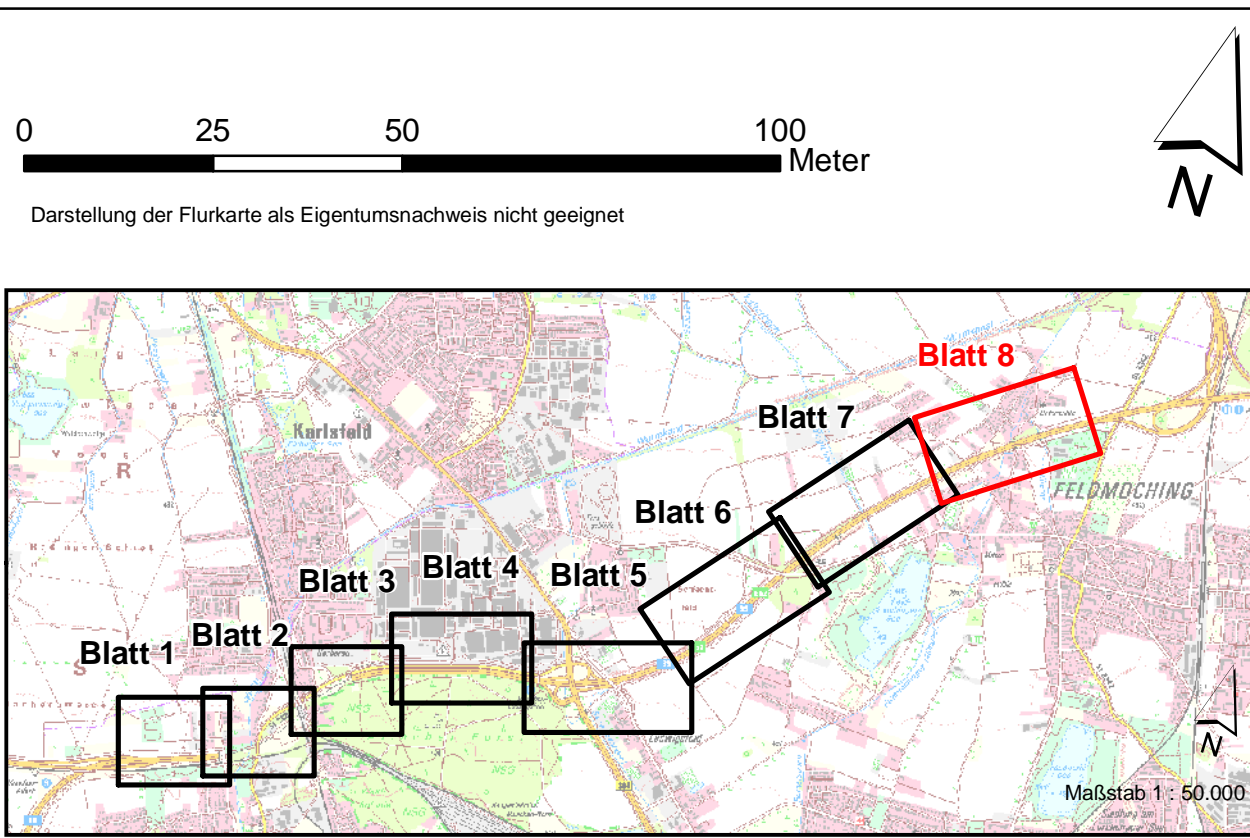 0 25 50 100
Meter
Darstellung der Flurkarte als Eigentumsnachweis nicht geeignet
N
Blatt 8
Blatt 7
Karlsfeld
R
FELDMOCHING
Blatt 6
Blatt 3
Blatt 4
Blatt 5
Blatt 2
Blatt 1
S
N
Maßstab 1 : 50.000